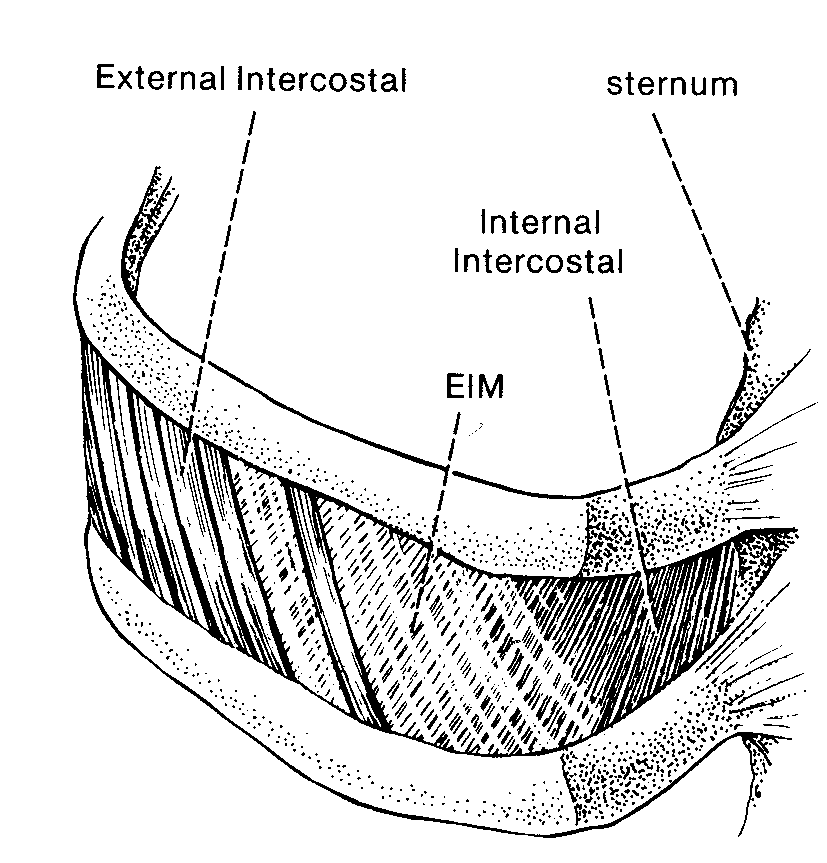 External Intercostal
sternum
Internal
Intercostal
EIM